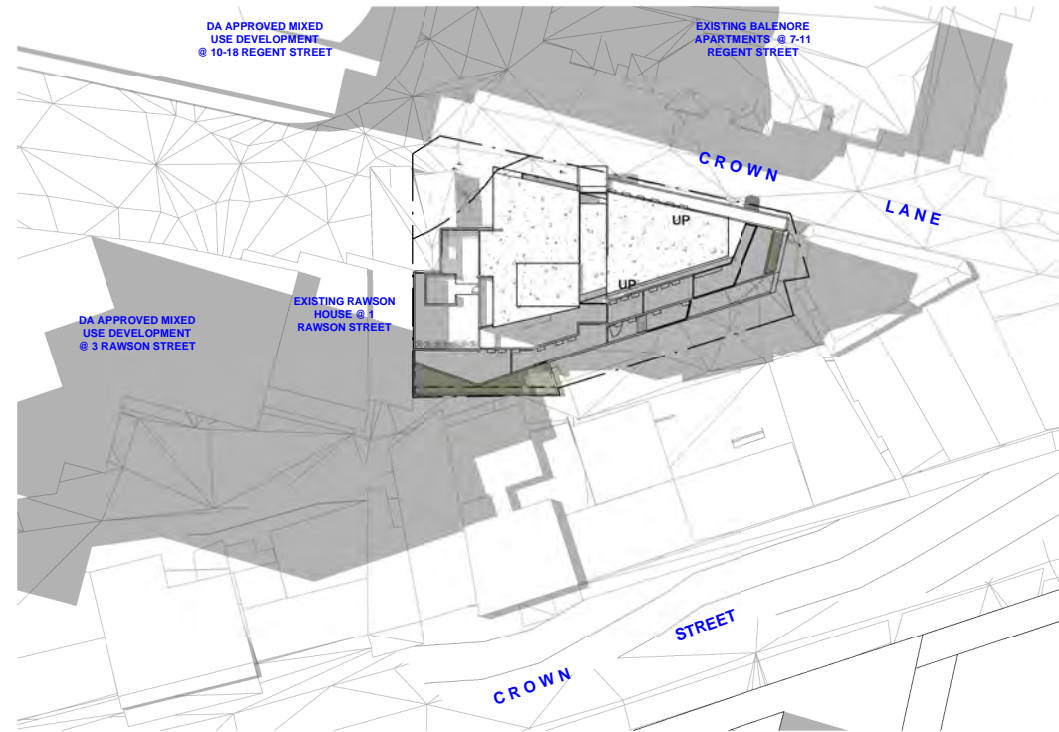 DA APPROVED MIXED
USE DEVELOPMENT
@ 10-18 REGENT STREET
EXISTING BALENORE
APARTMENTS @ 7-11
REGENT STREET
CROWN
LANE
UP
UP
EXISTING RAWSON
HOUSE @ 1
RAWSON STREET
DA APPROVED MIXED
USE DEVELOPMENT
@ 3 RAWSON STREET
CROWN
STREET